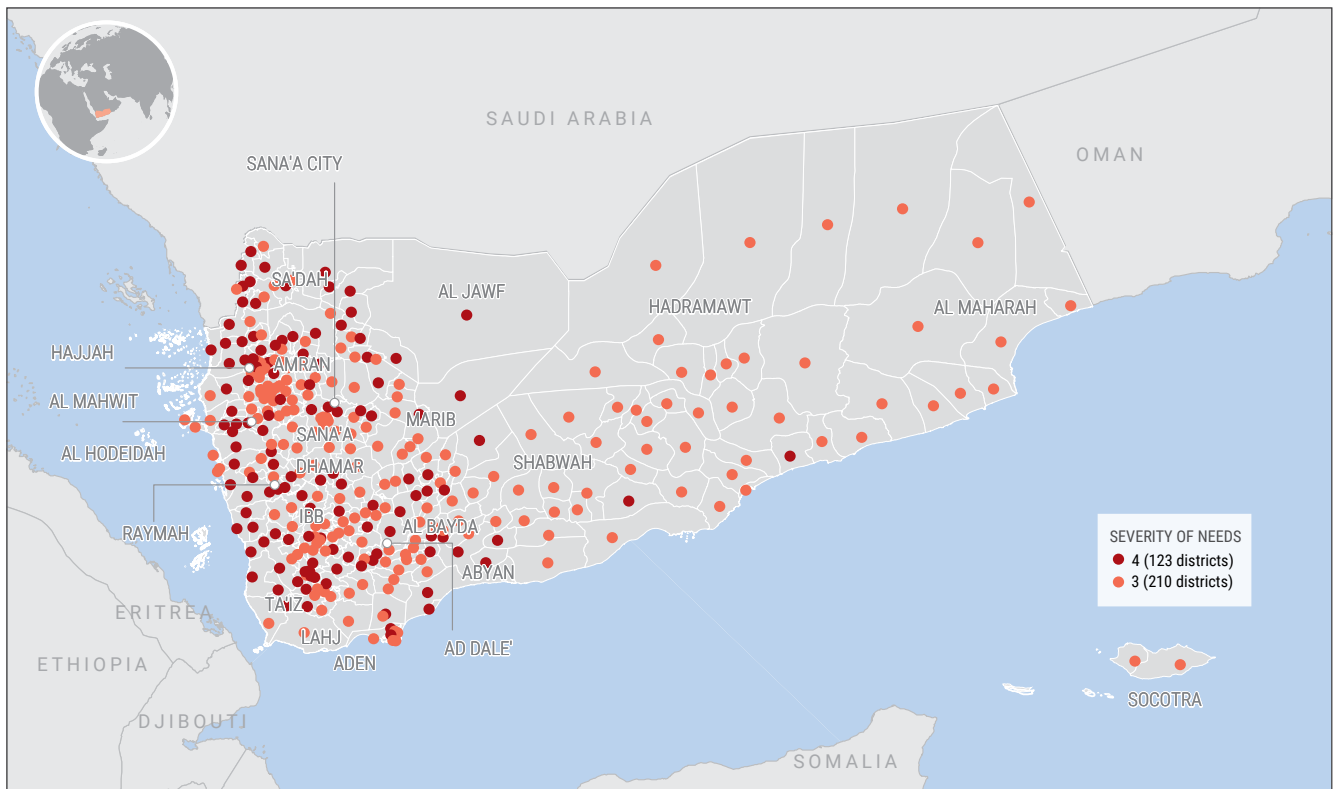 SAUDI ARABIA
OMAN
SANA'A CITY
SA'DAH
AL JAWF
HADRAMAWT
AL MAHARAH
HAJJAH
AMRAN
AL MAHWIT
MARIB
SANA'A
AL HODEIDAH
DHAMAR
SHABWAH
IBB
AL BAYDA
RAYMAH
SEVERITY OF NEEDS
4 (123 districts)
3 (210 districts)
ABYAN
TA'IZ
ERITREA
LAHJ
AD DALE'
ADEN
ETHIOPIA
SOCOTRA
DJIBOUTI
SOMALIA